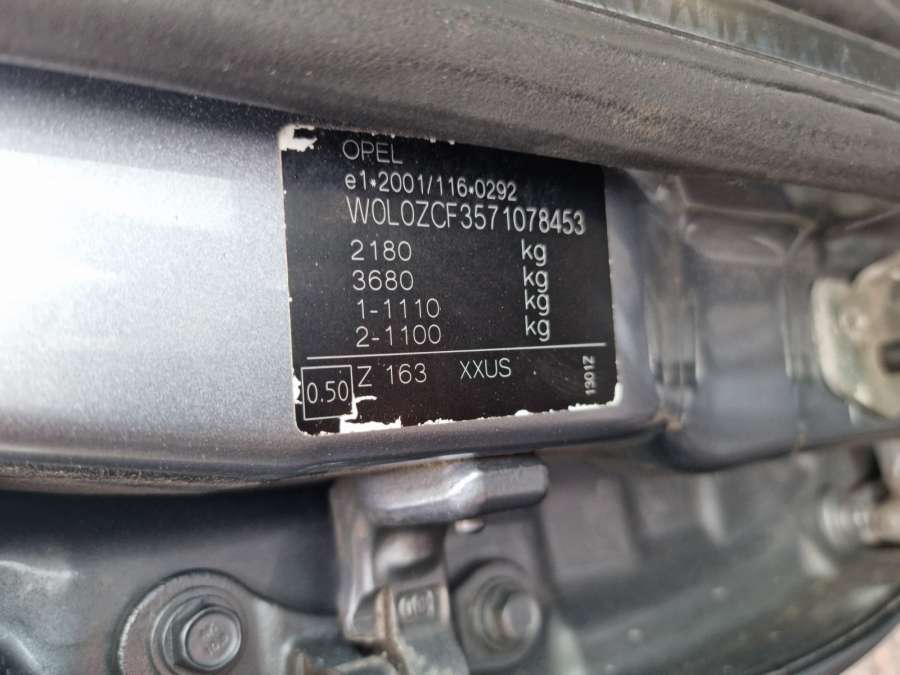 OPEL
e1*2001/116*0292
W0L0ZCF3571078453
2180 kg
3680 kg
1-1110 kg
2-1100 kg
0.50 Z 163 XXUS
1301Z